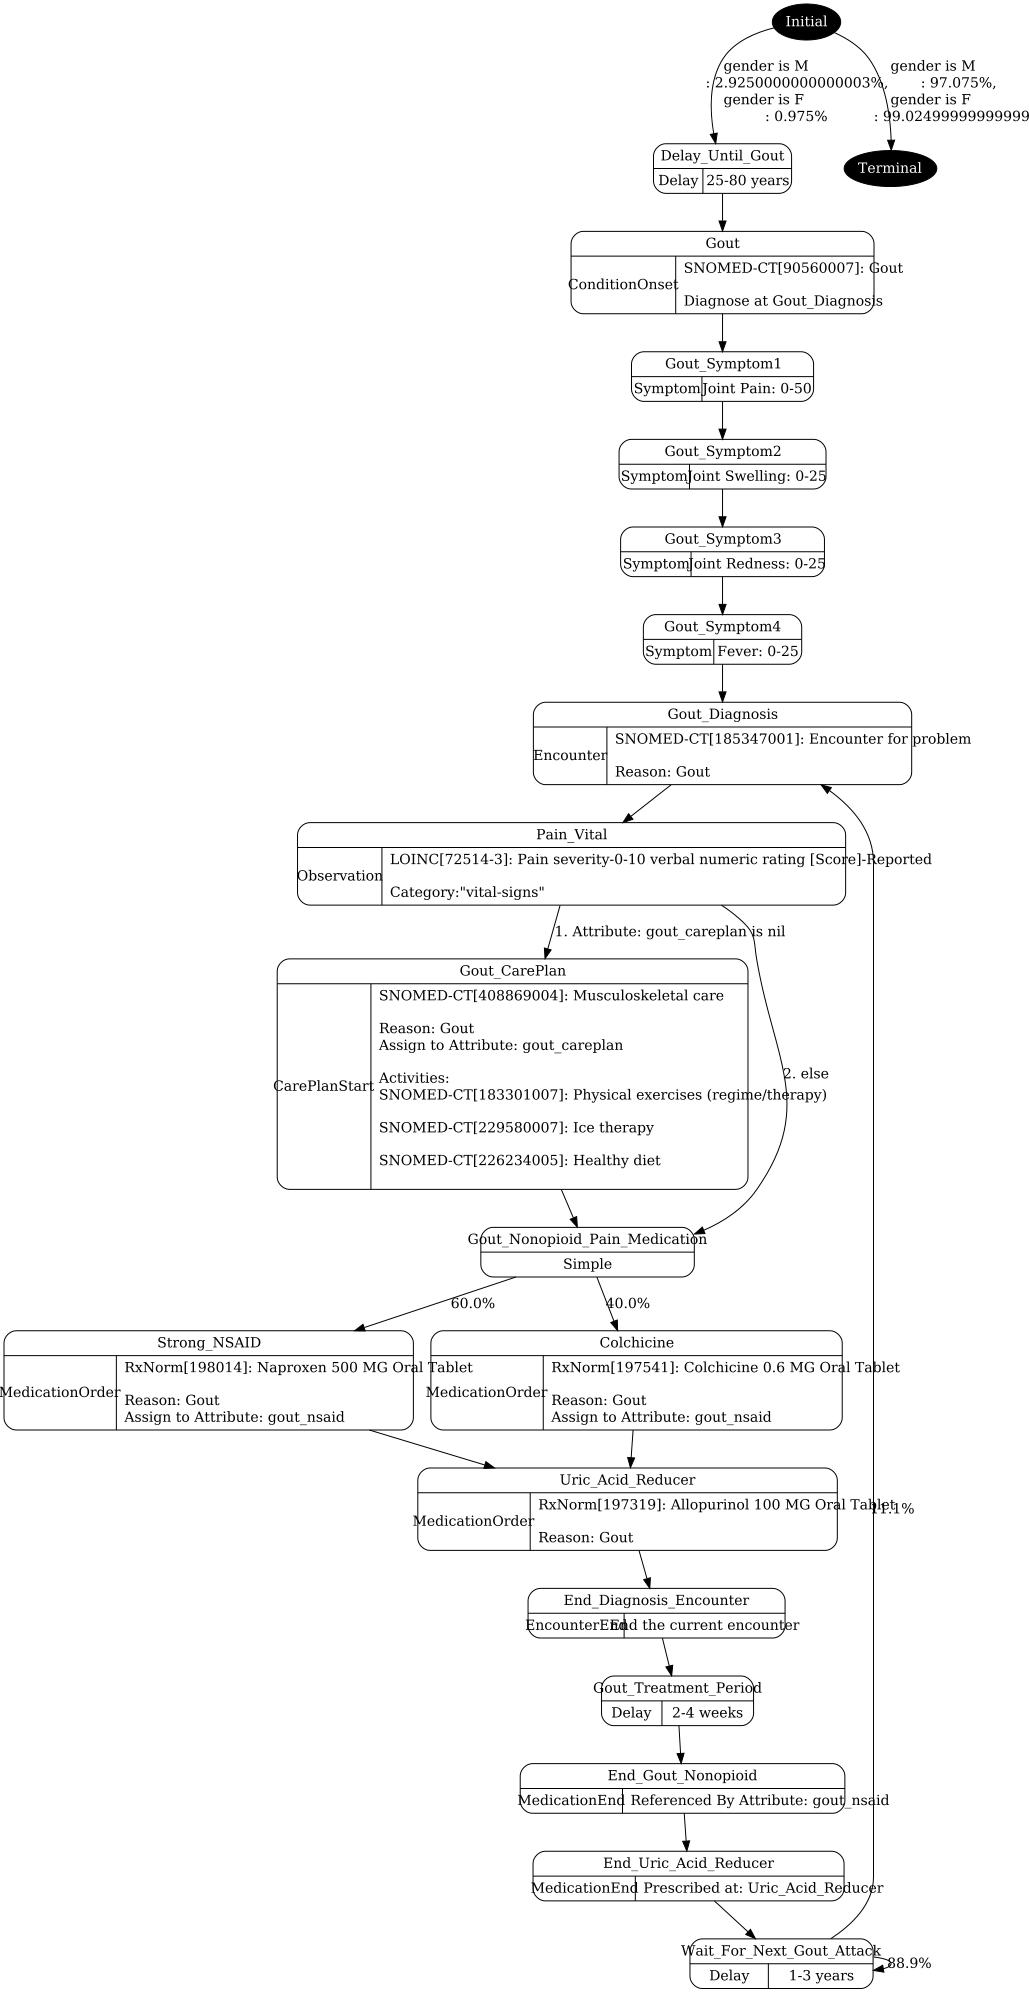 Initial
gender is M
: 2.9250000000000003%,
gender is F
: 0.975%
gender is M
: 97.075%,
gender is F
: 99.02499999999999
Delay_Until_Gout
Delay
25-80 years
Terminal
Gout
ConditionOnset
SNOMED-CT[90560007]: Gout
Diagnose at Gout_Diagnosis
Gout_Symptom1
Symptom
Joint Pain: 0-50
Gout_Symptom2
Symptom
Joint Swelling: 0-25
Gout_Symptom3
Symptom
Joint Redness: 0-25
Gout_Symptom4
Symptom
Fever: 0-25
Gout_Diagnosis
Encounter
SNOMED-CT[185347001]: Encounter for problem
Reason: Gout
Pain_Vital
Observation
LOINC[72514-3]: Pain severity-0-10 verbal numeric rating [Score]-Reported
Category:"vital-signs"
1. Attribute: gout_careplan is nil
Gout_CarePlan
CarePlanStart
SNOMED-CT[408869004]: Musculoskeletal care
Reason: Gout
Assign to Attribute: gout_careplan
Activities:
SNOMED-CT[183301007]: Physical exercises (regime/therapy)
SNOMED-CT[229580007]: Ice therapy
SNOMED-CT[226234005]: Healthy diet
2. else
Gout_Nonopioid_Pain_Medication
Simple
60.0%
40.0%
Strong_NSAID
MedicationOrder
RxNorm[198014]: Naproxen 500 MG Oral Tablet
Reason: Gout
Assign to Attribute: gout_nsaid
Colchicine
MedicationOrder
RxNorm[197541]: Colchicine 0.6 MG Oral Tablet
Reason: Gout
Assign to Attribute: gout_nsaid
Uric_Acid_Reducer
MedicationOrder
RxNorm[197319]: Allopurinol 100 MG Oral Tablet
Reason: Gout
11.1%
End_Diagnosis_Encounter
EncounterEnd
End the current encounter
Gout_Treatment_Period
Delay
2-4 weeks
End_Gout_Nonopioid
MedicationEnd
Referenced By Attribute: gout_nsaid
End_Uric_Acid_Reducer
MedicationEnd
Prescribed at: Uric_Acid_Reducer
Wait_For_Next_Gout_Attack
Delay
1-3 years
88.9%